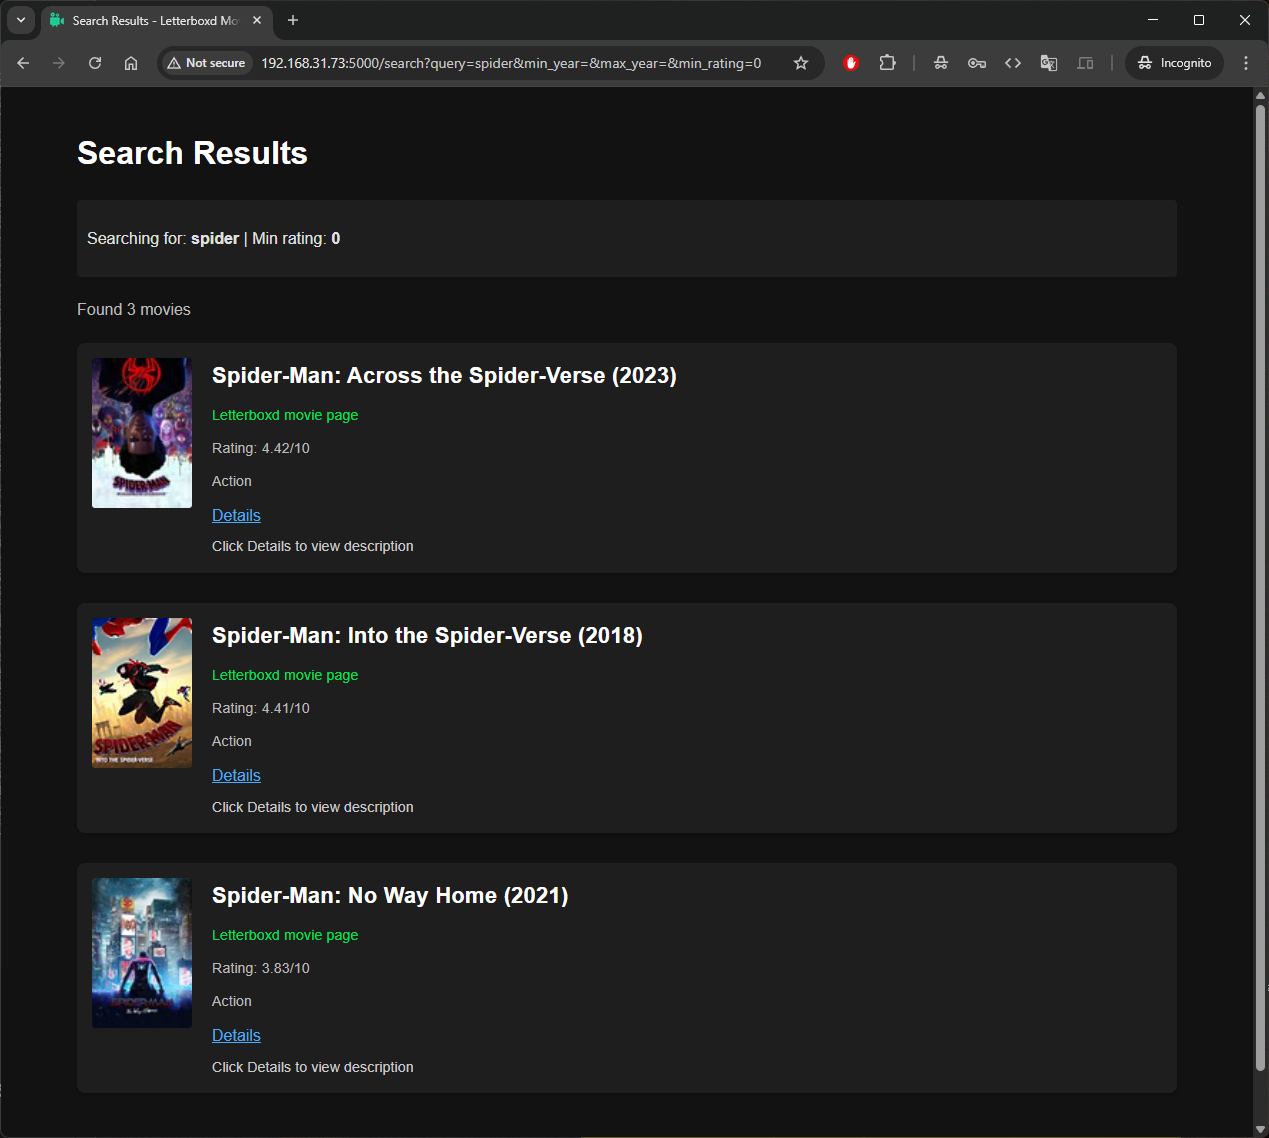 Search Results - Letterboxd Mo
Not secure
192.168.31.73:5000/search?query=spider&min_year=&max_year=&min_rating=0
Incognito
Search Results
Searching for: spider | Min rating: 0
Found 3 movies
Spider-Man: Across the Spider-Verse (2023)
Letterboxd movie page
Rating: 4.42/10
Action
Details
Click Details to view description
SPIDER-MAN
Spider-Man: Into the Spider-Verse (2018)
Letterboxd movie page
Rating: 4.41/10
Action
Details
Click Details to view description
SPIDER-MAN
INTO THE SPIDER-VERSE
Spider-Man: No Way Home (2021)
Letterboxd movie page
Rating: 3.83/10
Action
Details
Click Details to view description
SPIDER-MAN
No Way Home